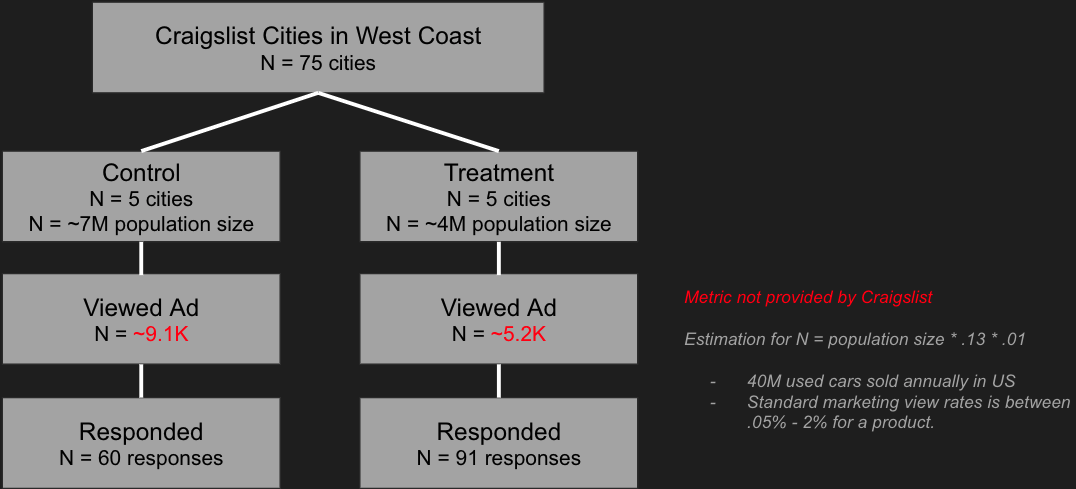 Craigslist Cities in West Coast
N = 75 cities
Control
N = 5 cities
N = ~7M population size
Treatment
N = 5 cities
N = ~4M population size
Viewed Ad
N = ~9.1K
Viewed Ad
N = ~5.2K
Metric not provided by Craigslist
Estimation for N = population size * .13 * .01
- 40M used cars sold annually in US
- Standard marketing view rates is between
.05% - 2% for a product.
Responded
N = 60 responses
Responded
N = 91 responses